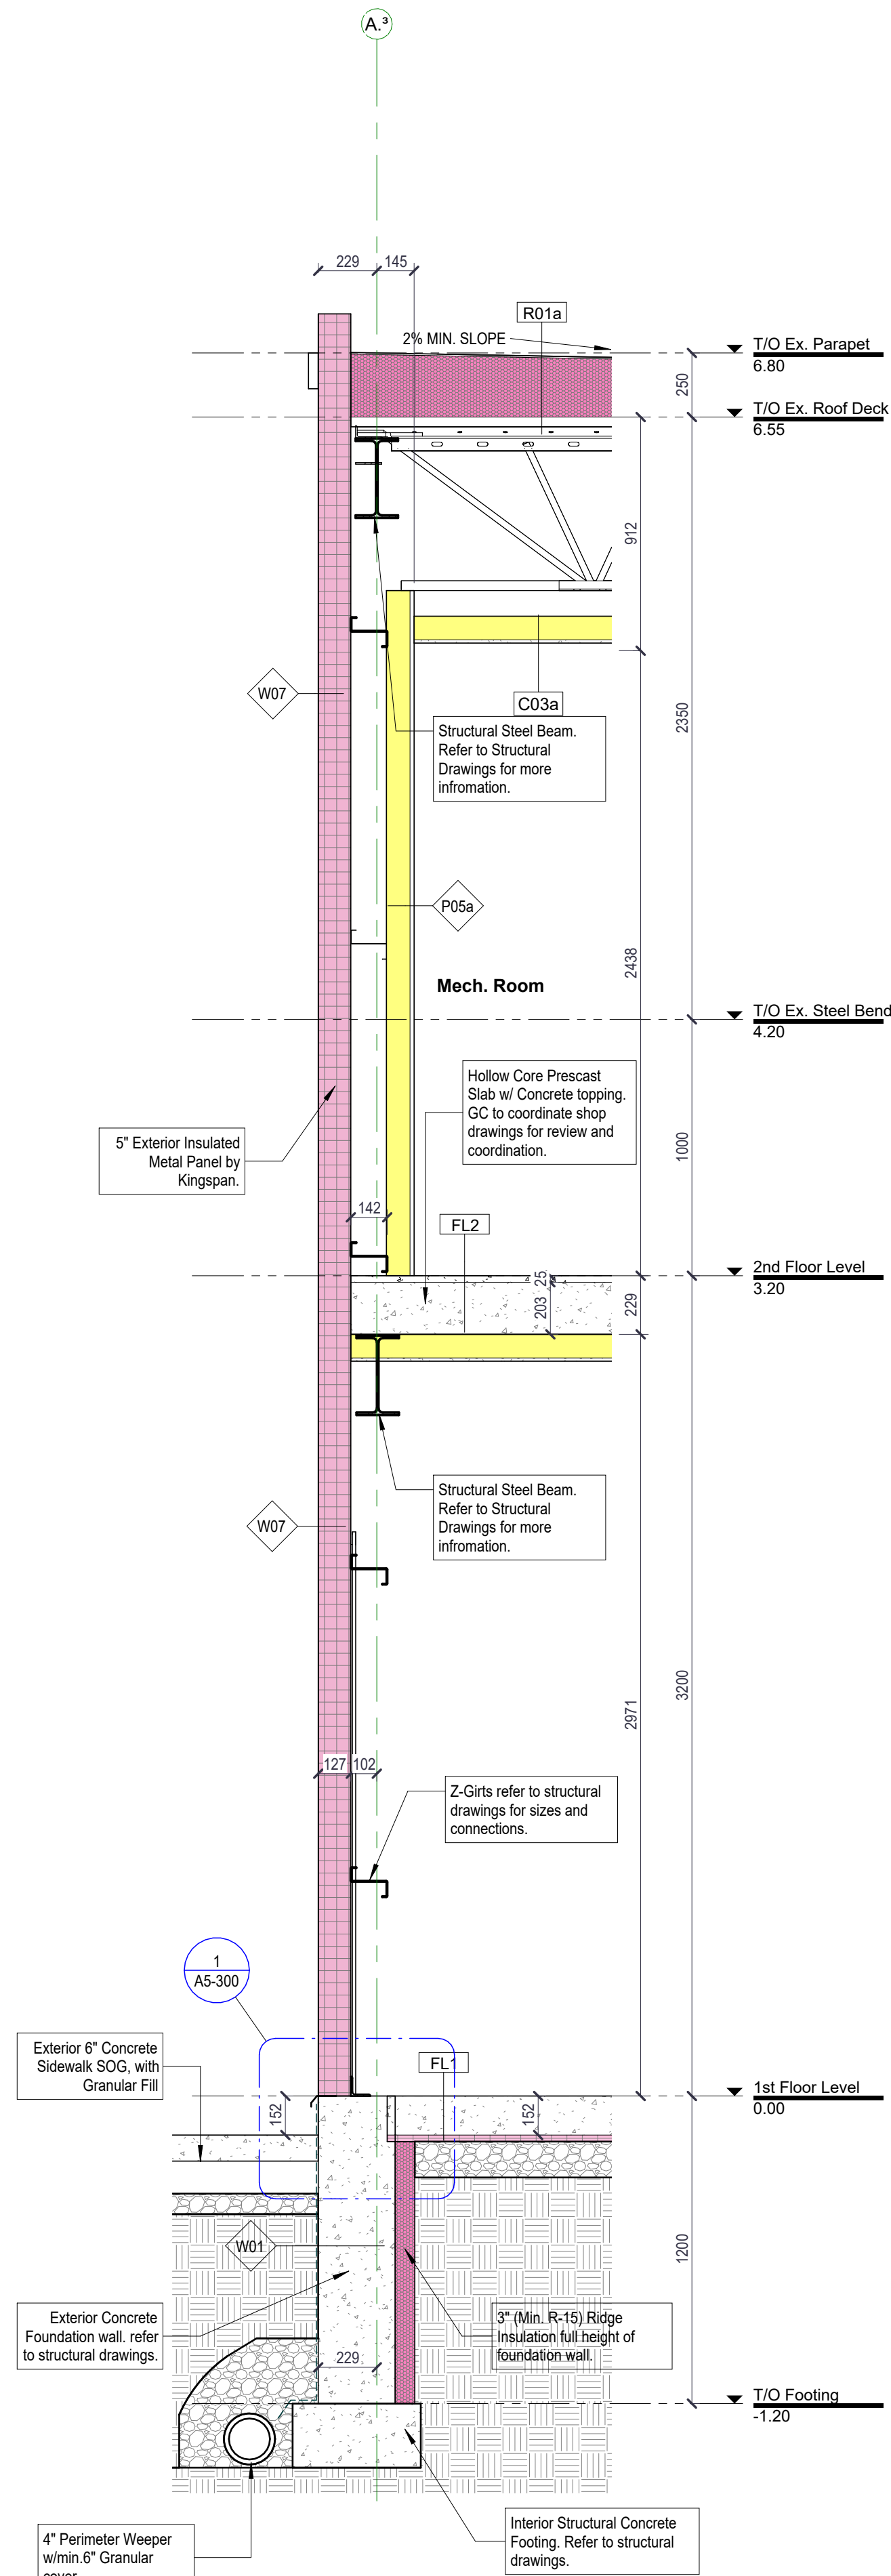 A.³
229
145
R01a
2% MIN. SLOPE
T/O Ex. Parapet
6.80
250
T/O Ex. Roof Deck
6.55
912
W07
C03a
2350
Structural Steel Beam.
Refer to Structural
Drawings for more
infromation.
P05a
2438
Mech. Room
T/O Ex. Steel Bend
4.20
Hollow Core Prescast
Slab w/ Concrete topping.
GC to coordinate shop
drawings for review and
coordination.
5" Exterior Insulated
Metal Panel by
Kingspan.
1000
142
FL2
2nd Floor Level
3.20
25
203
229
Structural Steel Beam.
Refer to Structural
Drawings for more
infromation.
W07
3200
2971
127
102
Z-Girts refer to structural
drawings for sizes and
connections.
1
A5-300
Exterior 6" Concrete
Sidewalk SOG, with
Granular Fill
FL1
1st Floor Level
0.00
152
152
W01
1200
Exterior Concrete
Foundation wall. refer
to structural drawings.
3" (Min. R-15) Ridge
Insulation full height of
foundation wall.
229
T/O Footing
-1.20
Interior Structural Concrete
Footing. Refer to structural
drawings.
4" Perimeter Weeper
w/min.6" Granular